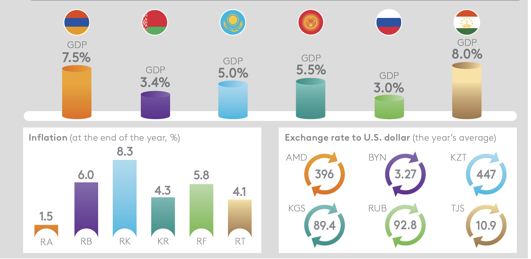 GDP
7.5%
GDP
3.4%
GDP
5.0%
GDP
5.5%
GDP
3.0%
GDP
8.0%
Inflation (at the end of the year, %)
1.5
6.0
8.3
4.3
5.8
4.1
RA
RB
RK
KR
RF
RT
Exchange rate to U.S. dollar (the year's average)
AMD
396
BYN
3.27
KZT
447
KGS
89.4
RUB
92.8
TJS
10.9